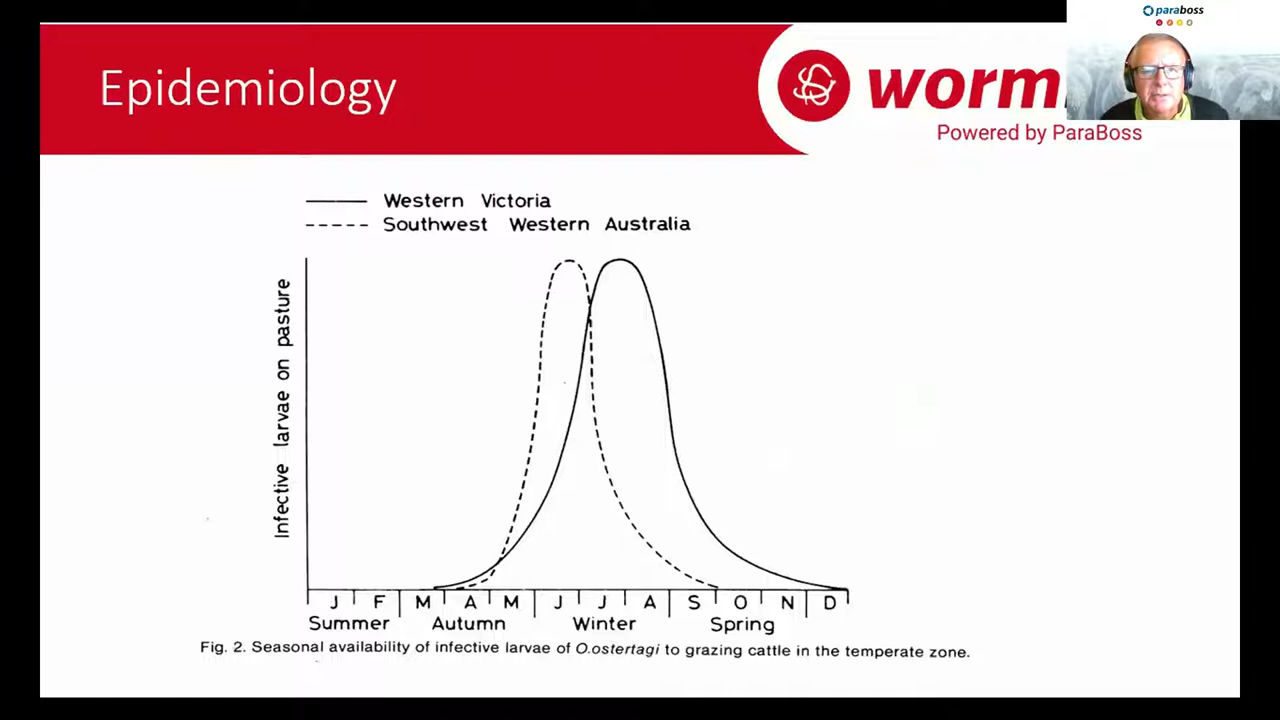 paraboss
Epidemiology
Powered by ParaBoss
Western Victoria
Southwest Western Australia
Infective larvae on pasture
J F M A M J J A S O N D
Summer Autumn Winter Spring
Fig. 2. Seasonal availability of infective larvae of O.ostertagi to grazing cattle in the temperate zone.